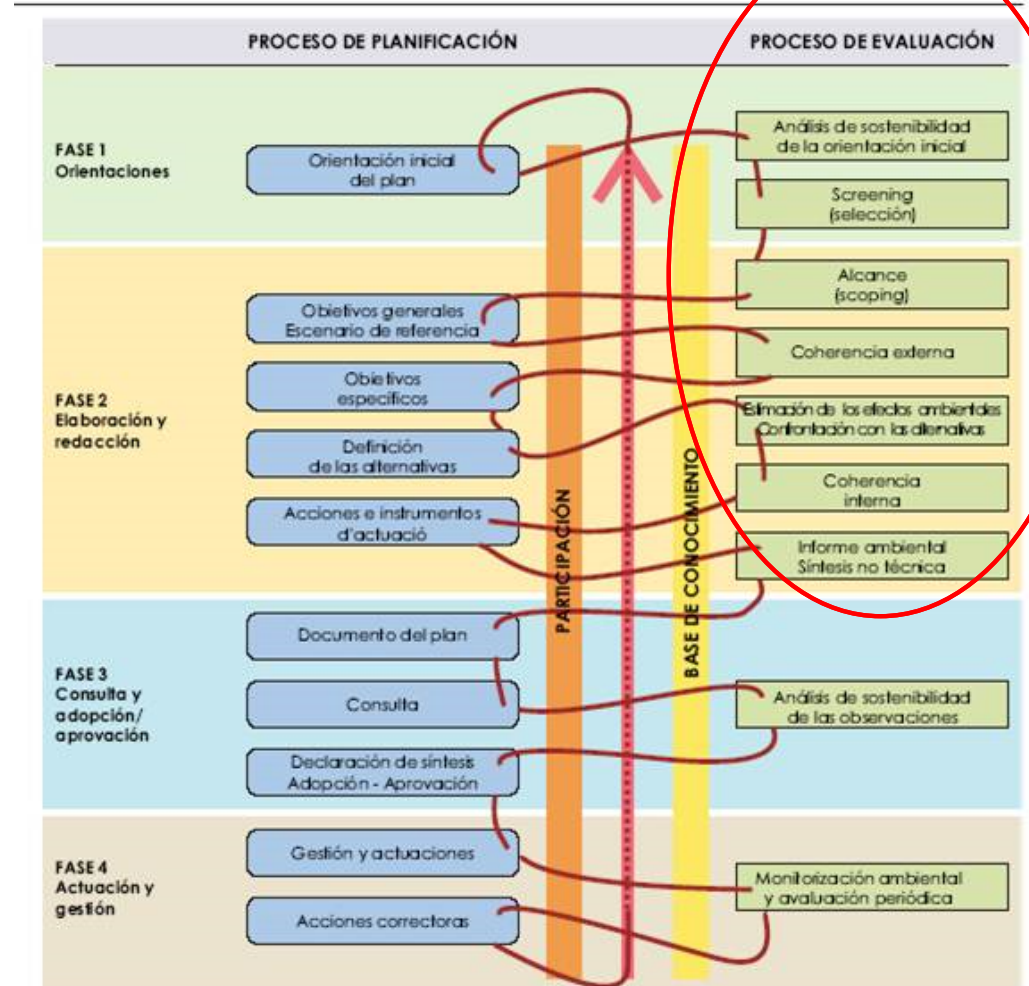 PROCESO DE PLANIFICACIÓN
PROCESO DE EVALUACIÓN
FASE 1
Orientaciones
Orientación inicial
del plan
Análisis de sostenibilidad
de la orientación inicial
Screening
(selección)
FASE 2
Elaboración y
redacción
Alcance
(scoping)
Objetivos generales
Escenario de referencia
Coherencia externa
Objetivos
específicos
Estimación de los efectos ambientales
Confrontación con las alternativas
Definición
de las alternativas
Coherencia
interna
Acciones e instrumentos
d'actuació
Informe ambiental
Síntesis no técnica
PARTICIPACIÓN
BASE DE CONOCIMIENTO
FASE 3
Consulta y
adopción/
aprovación
Documento del plan
Consulta
Análisis de sostenibilidad
de las observaciones
Declaración de síntesis
Adopción - Aprovación
FASE 4
Actuación y
gestión
Gestión y actuaciones
Monitorización ambiental
y avaluación periódica
Acciones correctoras